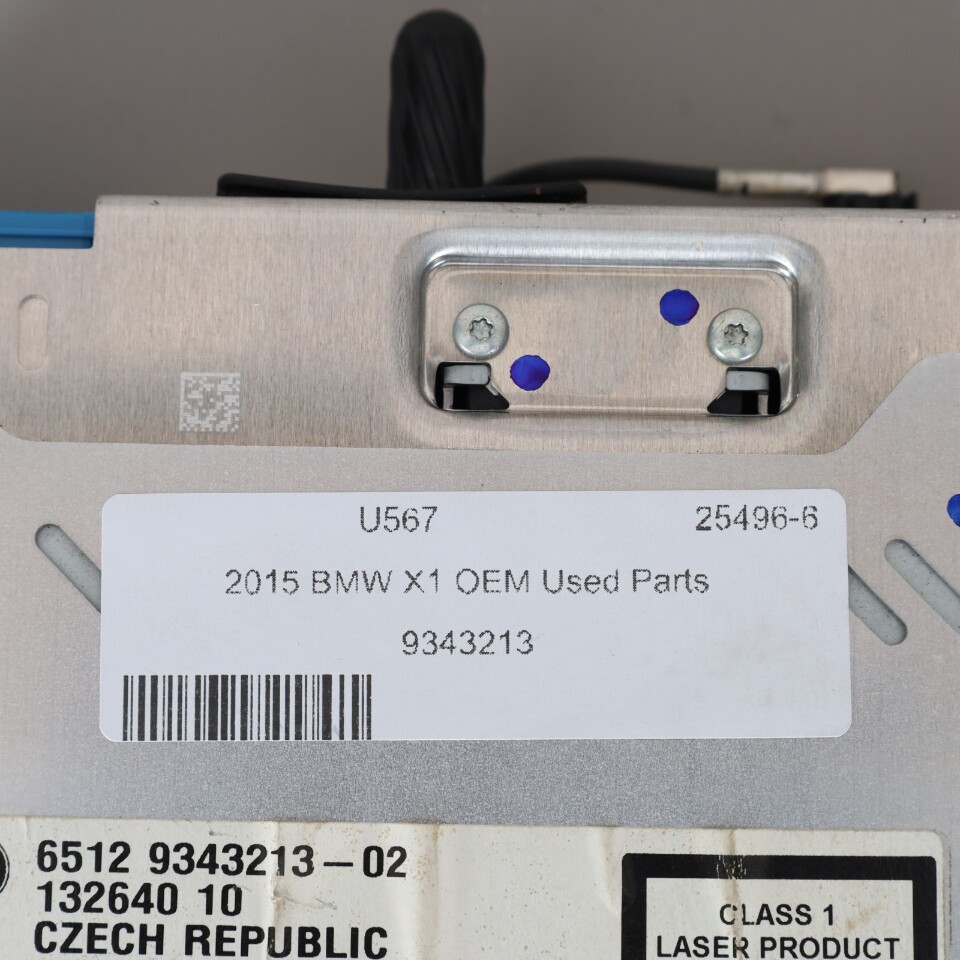 U567 25496-6
2015 BMW X1 OEM Used Parts
9343213
6512 9343213-02
132640 10
CZECH REPUBLIC
CLASS 1
LASER PRODUCT